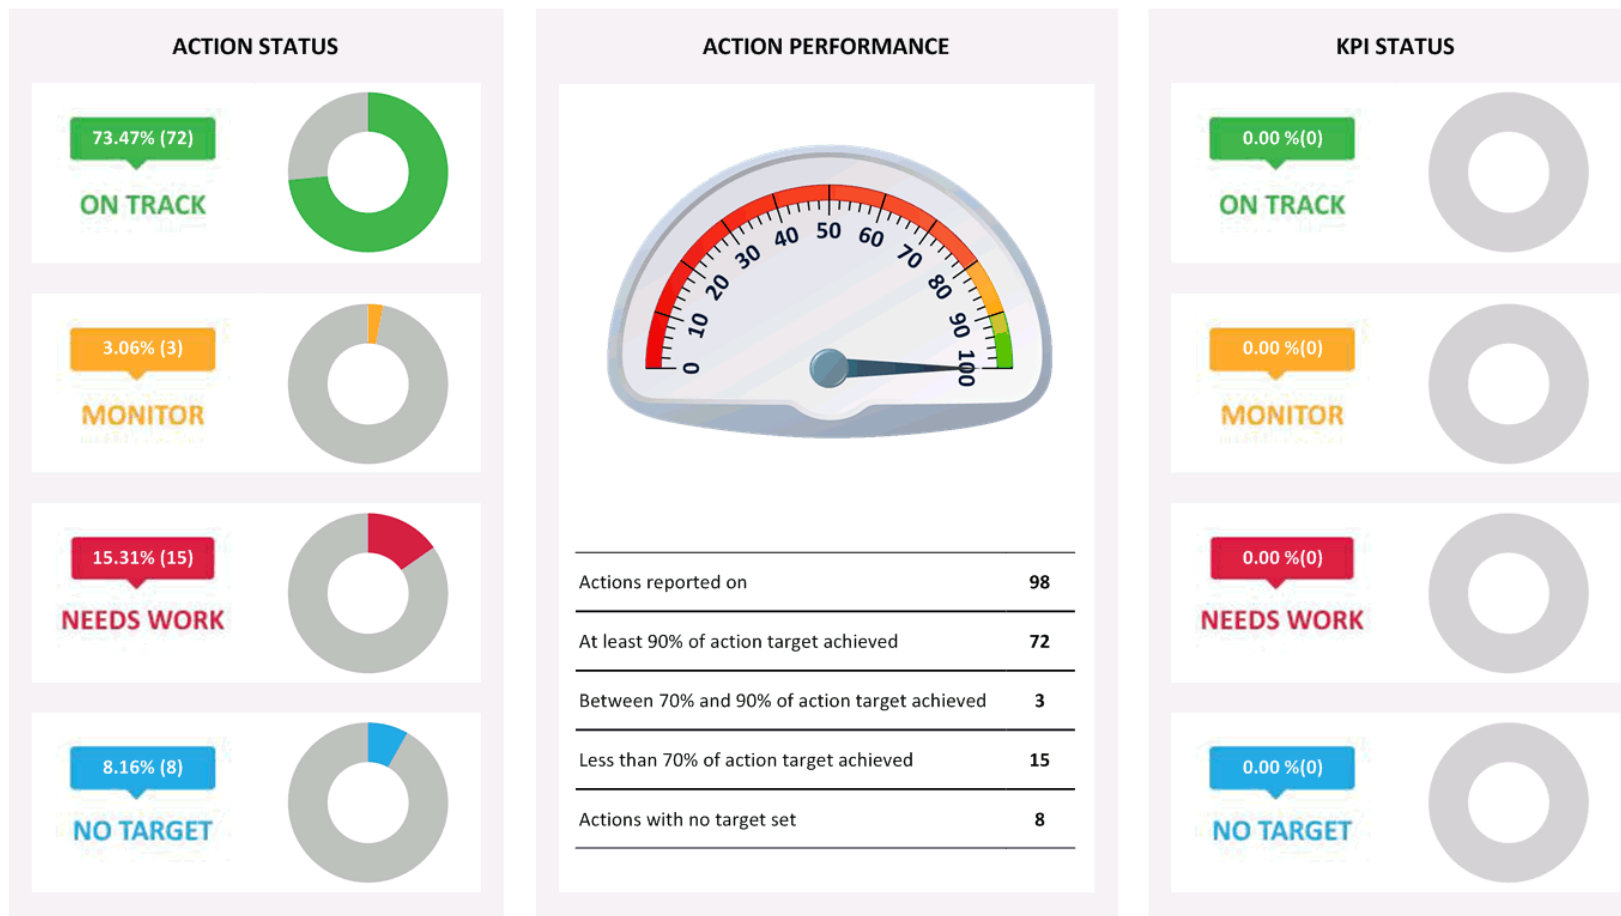 ACTION STATUS
73.47% (72)
ON TRACK
3.06% (3)
MONITOR
15.31% (15)
NEEDS WORK
8.16% (8)
NO TARGET
ACTION PERFORMANCE
0
10
20
30
40
50
60
70
80
90
100
Actions reported on 98
At least 90% of action target achieved 72
Between 70% and 90% of action target achieved 3
Less than 70% of action target achieved 15
Actions with no target set 8
KPI STATUS
0.00 %(0)
ON TRACK
0.00 %(0)
MONITOR
0.00 %(0)
NEEDS WORK
0.00 %(0)
NO TARGET